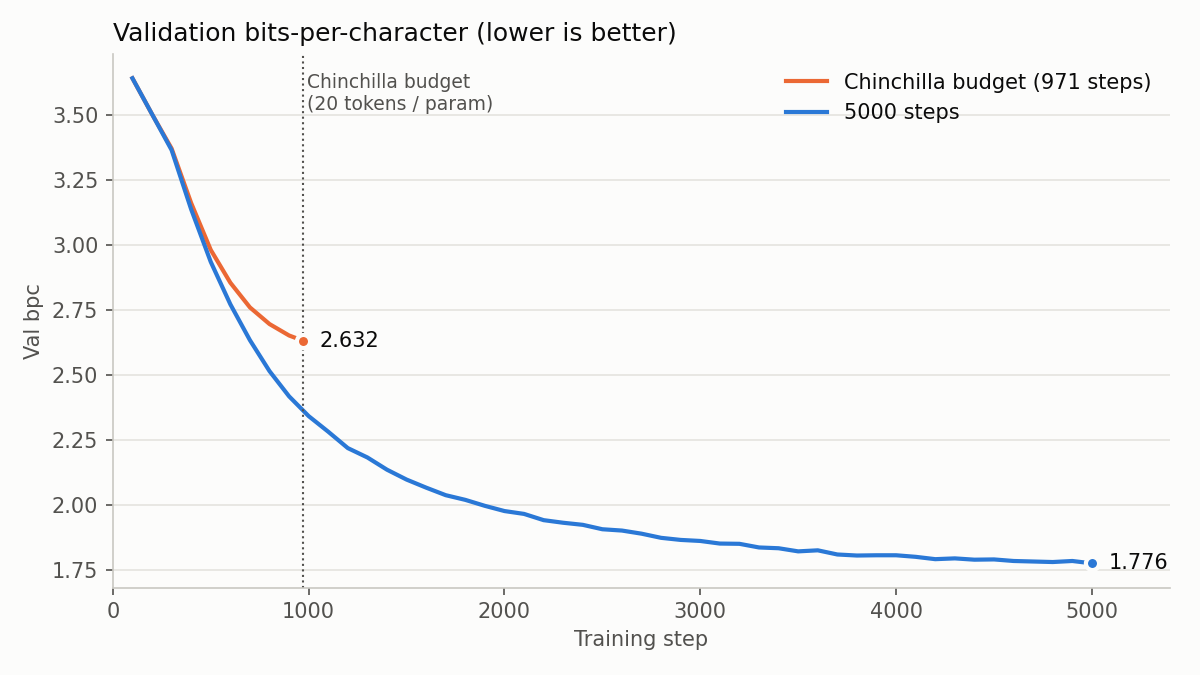 Validation bits-per-character (lower is better)
Chinchilla budget
(20 tokens / param)
Chinchilla budget (971 steps)
5000 steps
3.50
3.25
3.00
2.75
2.50
2.25
2.00
1.75
Val bpc
2.632
1.776
0
1000
2000
3000
4000
5000
Training step